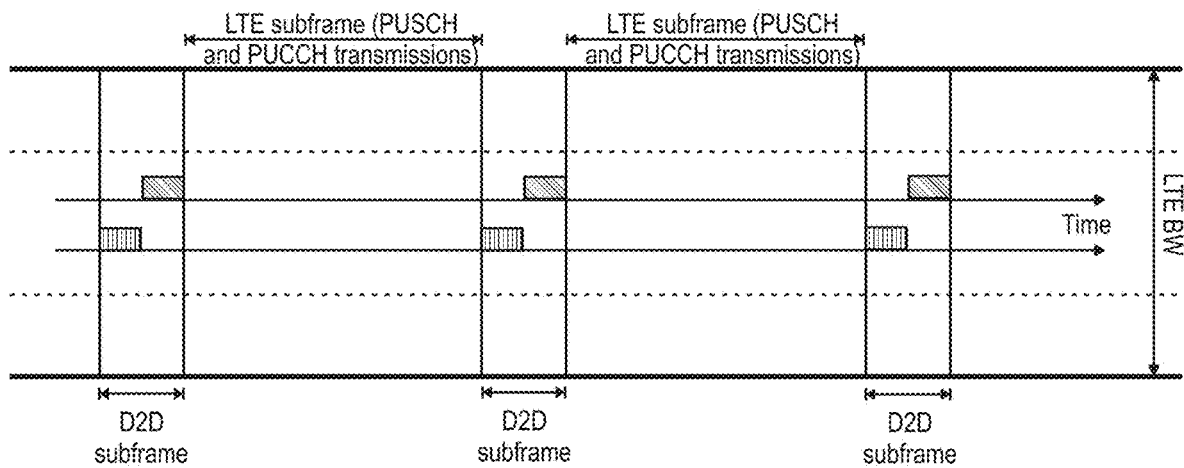 LTE subframe (PUSCH
and PUCCH transmissions)
LTE subframe (PUSCH
and PUCCH transmissions)
Time
LTE BW
D2D
subframe
D2D
subframe
D2D
subframe